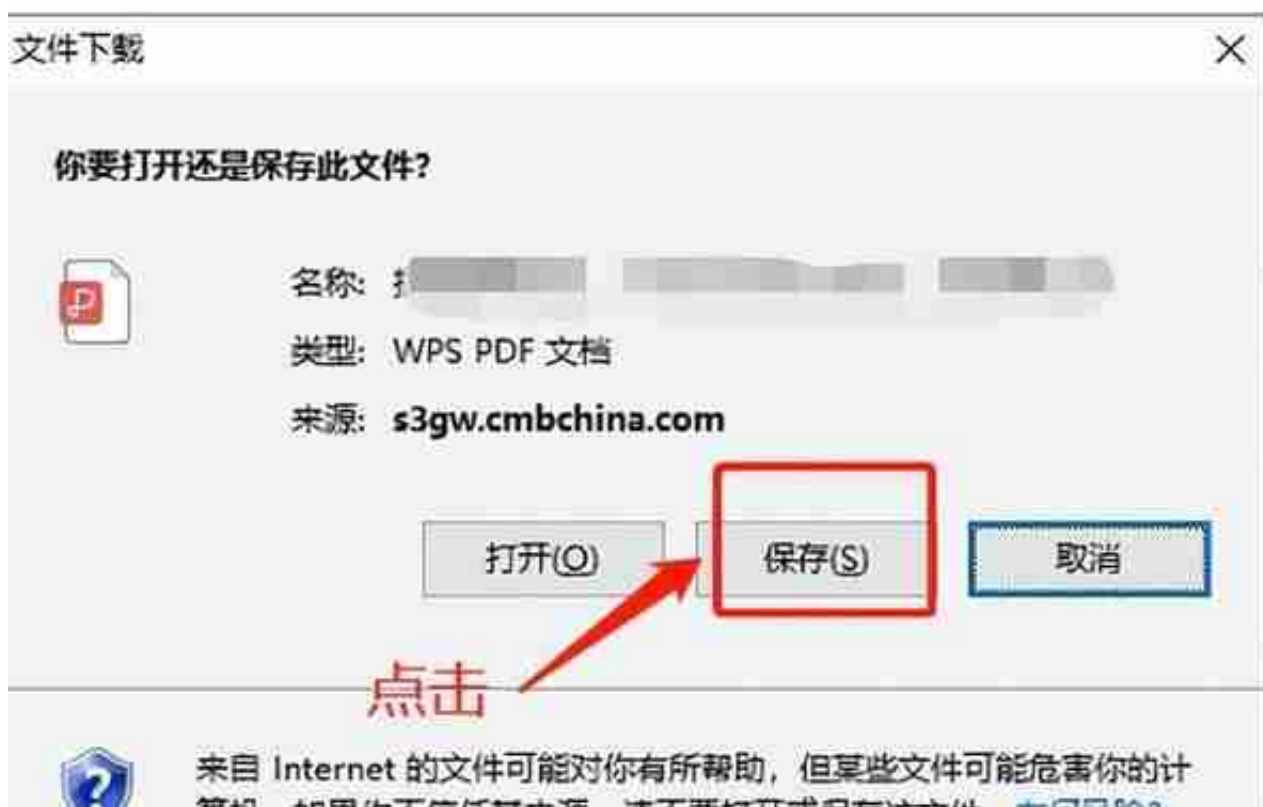 文件下载
你要打开还是保存此文件?
名称:
类型: WPS PDF 文档
来源: s3gw.cmbchina.com
打开(O) 保存(S) 取消
点击
来自 Internet 的文件可能对你有所帮助，但某些文件可能危害你的计